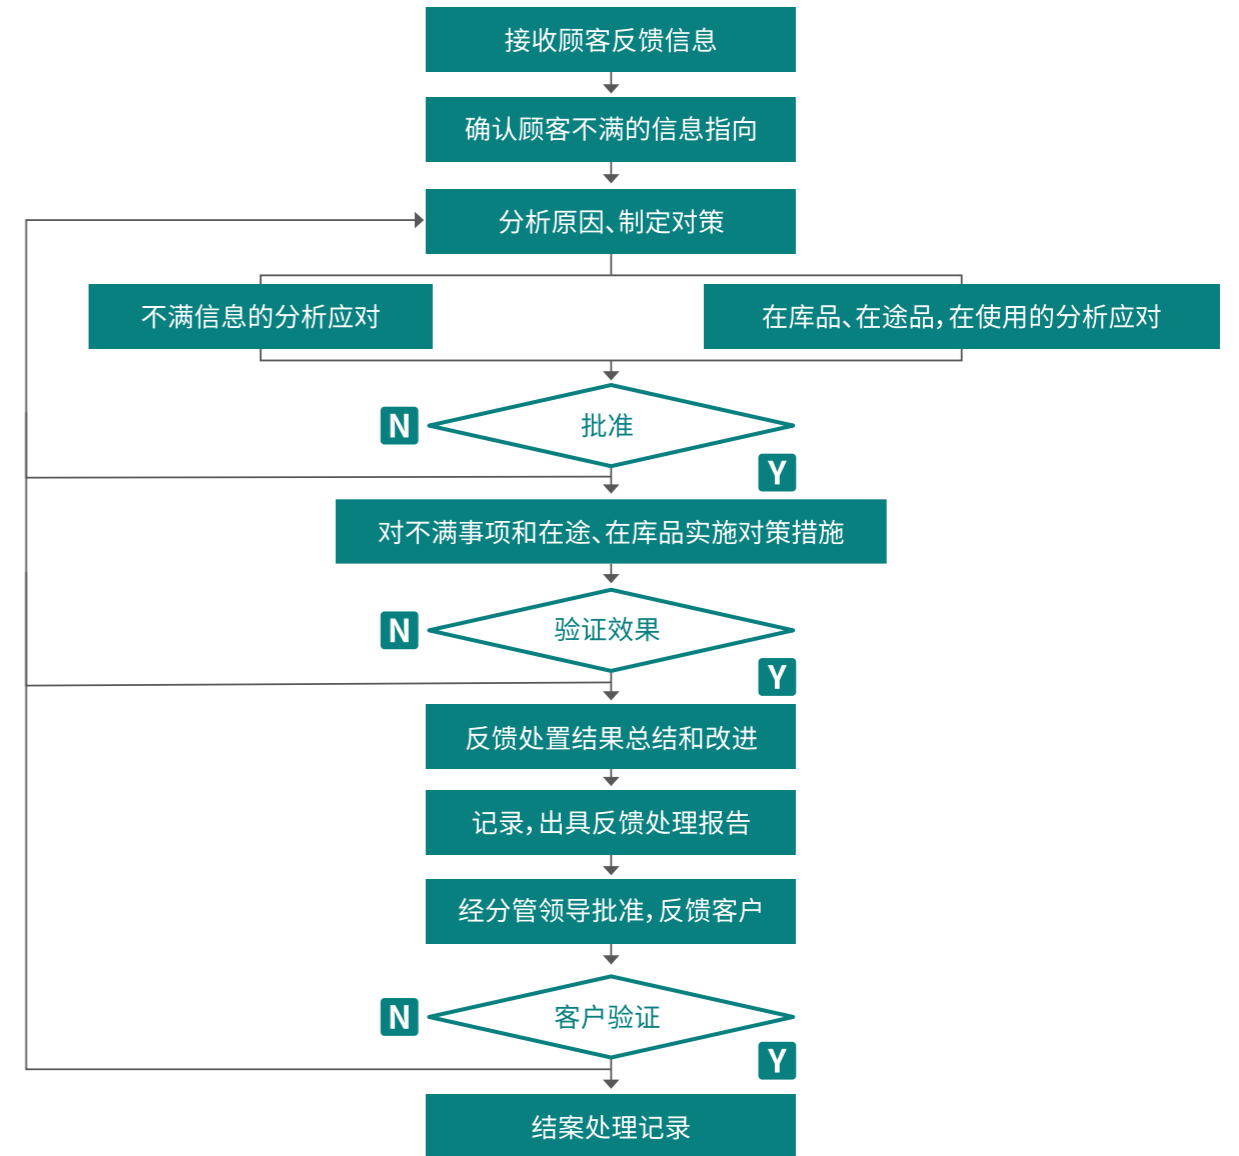 接收顾客反馈信息
确认顾客不满的信息指向
分析原因、制定对策
不满信息的分析应对
在库品、在途品,在使用的分析应对
批准
N
Y
对不满事项和在途、在库品实施对策措施
验证效果
N
Y
反馈处置结果总结和改进
记录,出具反馈处理报告
经分管领导批准,反馈客户
客户验证
N
Y
结案处理记录